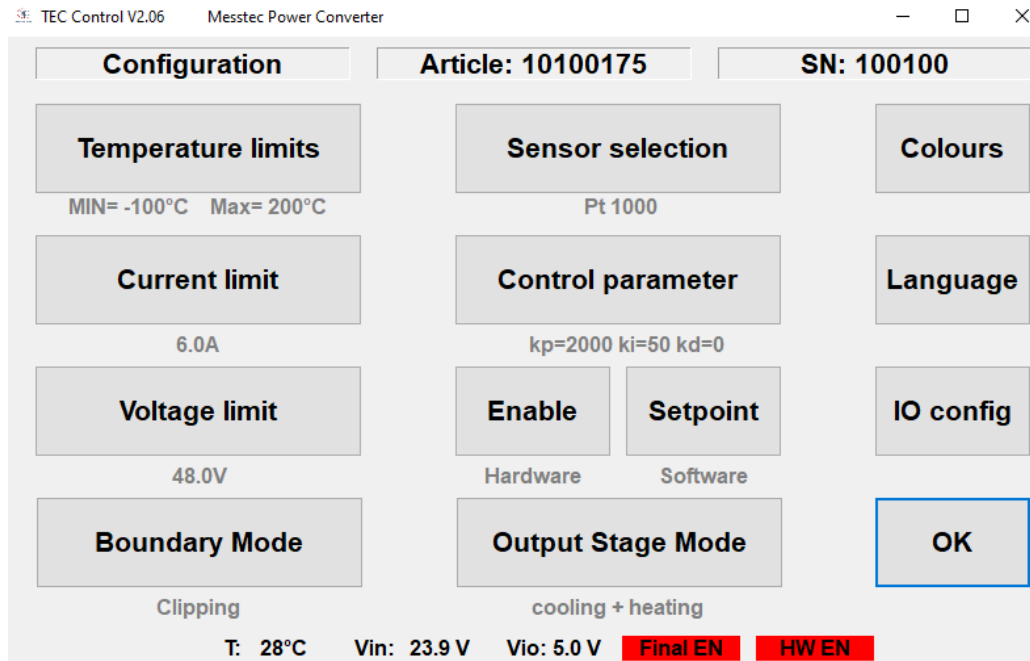 TEC Control V2.06 Messtec Power Converter
Configuration Article: 10100175 SN: 100100
Temperature limits Sensor selection Colours
MIN= -100°C Max= 200°C Pt 1000
Current limit Control parameter Language
6.0A kp=2000 ki=50 kd=0
Voltage limit Enable Setpoint IO config
48.0V Hardware Software
Boundary Mode Output Stage Mode OK
Clipping cooling + heating
T: 28°C Vin: 23.9 V Vio: 5.0 V Final EN HW EN